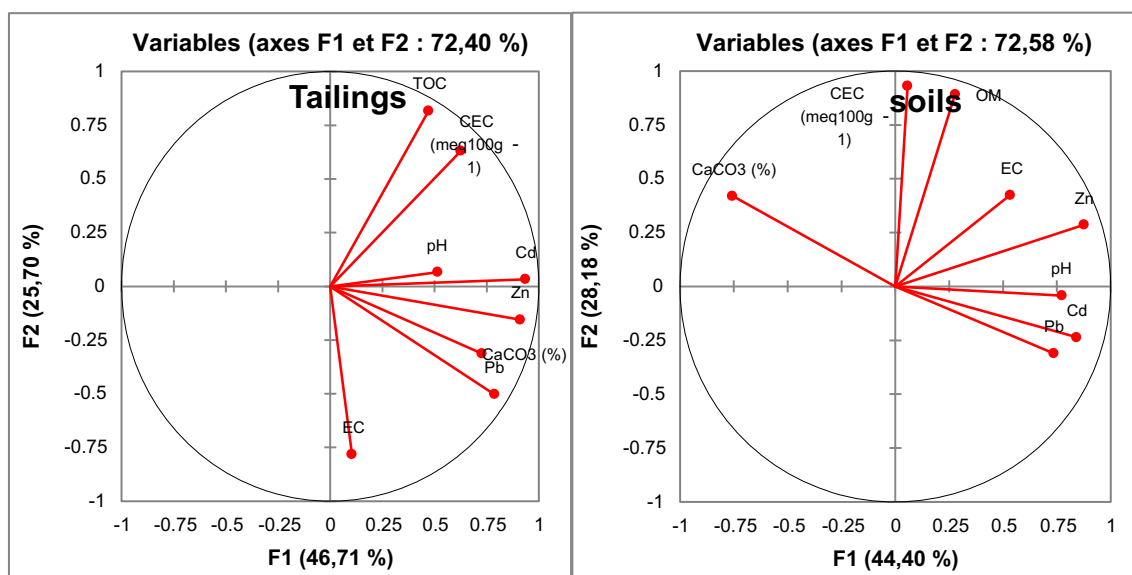 Variables (axes F1 et F2 : 72,40 %)
Tailings
TOC
CEC
(meq100g -
1)
pH
Cd
Zn
CaCO3 (%)
Pb
EC
1
0.75
0.5
0.25
0
-0.25
-0.5
-0.75
-1
-1 -0.75 -0.5 -0.25 0 0.25 0.5 0.75 1
F2 (25,70 %)
F1 (46,71 %)
Variables (axes F1 et F2 : 72,58 %)
soils
CEC
(meq100g -
1)
OM
CaCO3 (%)
EC
Zn
pH
Cd
Pb
1
0.75
0.5
0.25
0
-0.25
-0.5
-0.75
-1
-1 -0.75 -0.5 -0.25 0 0.25 0.5 0.75 1
F2 (28,18 %)
F1 (44,40 %)